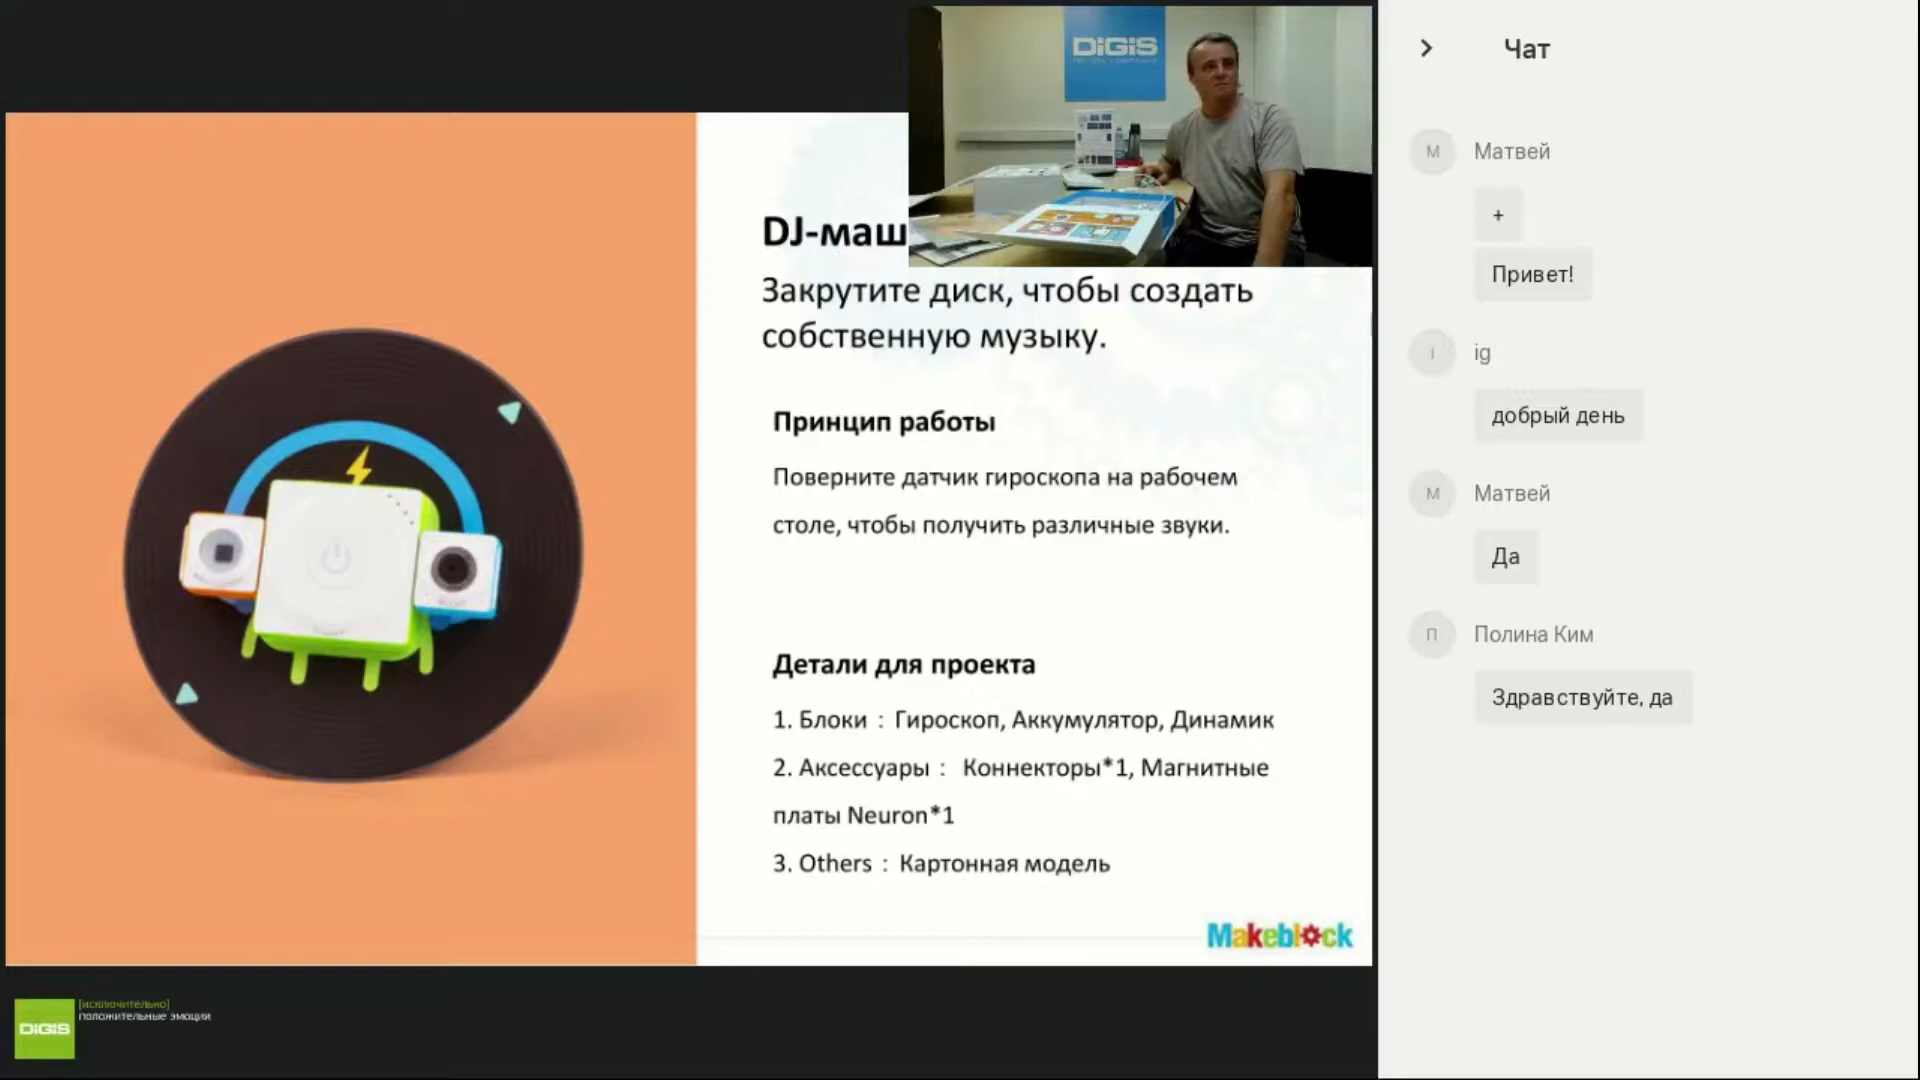 DiGiS
DJ-маш
Закрутите диск, чтобы создать
собственную музыку.
Принцип работы
Поверните датчик гироскопа на рабочем
столе, чтобы получить различные звуки.
Детали для проекта
1. Блоки : Гироскоп, Аккумулятор, Динамик
2. Аксессуары : Коннекторы*1, Магнитные
платы Neuron*1
3. Others : Картонная модель
Makeblock
DiGiS
[исключительно]
положительные эмоции
Чат
М
Матвей
+
Привет!
i
ig
добрый день
М
Матвей
Да
П
Полина Ким
Здравствуйте, да